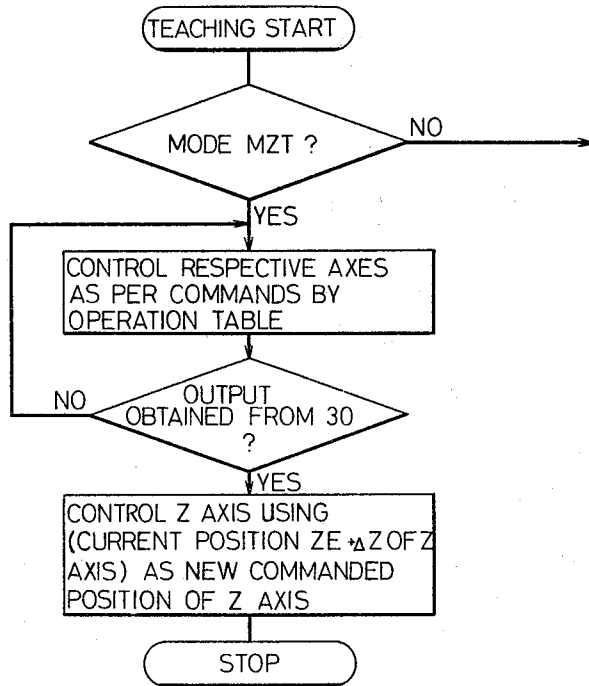 TEACHING START
MODE MZT ?
NO
YES
CONTROL RESPECTIVE AXES
AS PER COMMANDS BY
OPERATION TABLE
OUTPUT
OBTAINED FROM 30
?
NO
YES
CONTROL Z AXIS USING
(CURRENT POSITION ZE+ΔZ OF Z
AXIS) AS NEW COMMANDED
POSITION OF Z AXIS
STOP